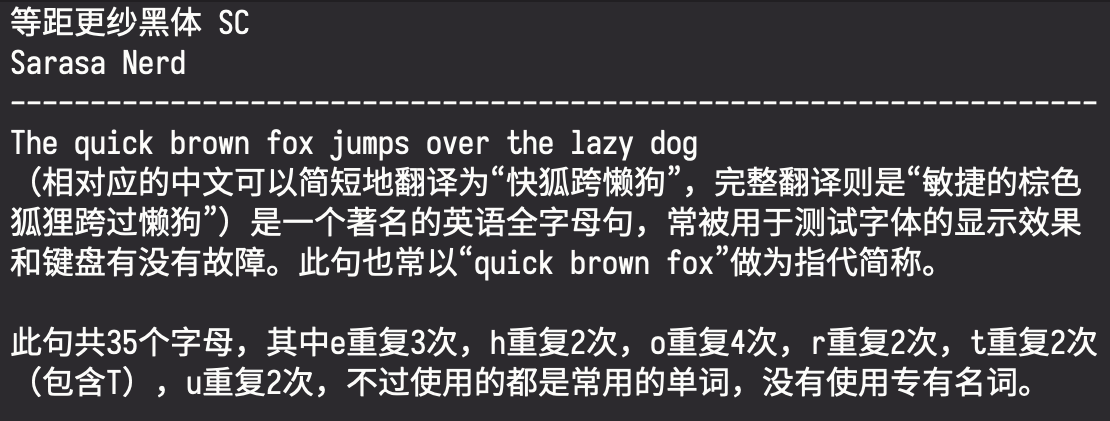 等距更纱黑体 SC
Sarasa Nerd
--------------------------------------------------------------------
The quick brown fox jumps over the lazy dog
（相对应的中文可以简短地翻译为“快狐跨懒狗”，完整翻译则是“敏捷的棕色
狐狸跨过懒狗”）是一个著名的英语全字母句，常被用于测试字体的显示效果
和键盘有没有故障。此句也常以“quick brown fox”做为指代简称。

此句共35个字母，其中e重复3次，h重复2次，o重复4次，r重复2次，t重复2次
（包含T），u重复2次，不过使用的都是常用的单词，没有使用专有名词。